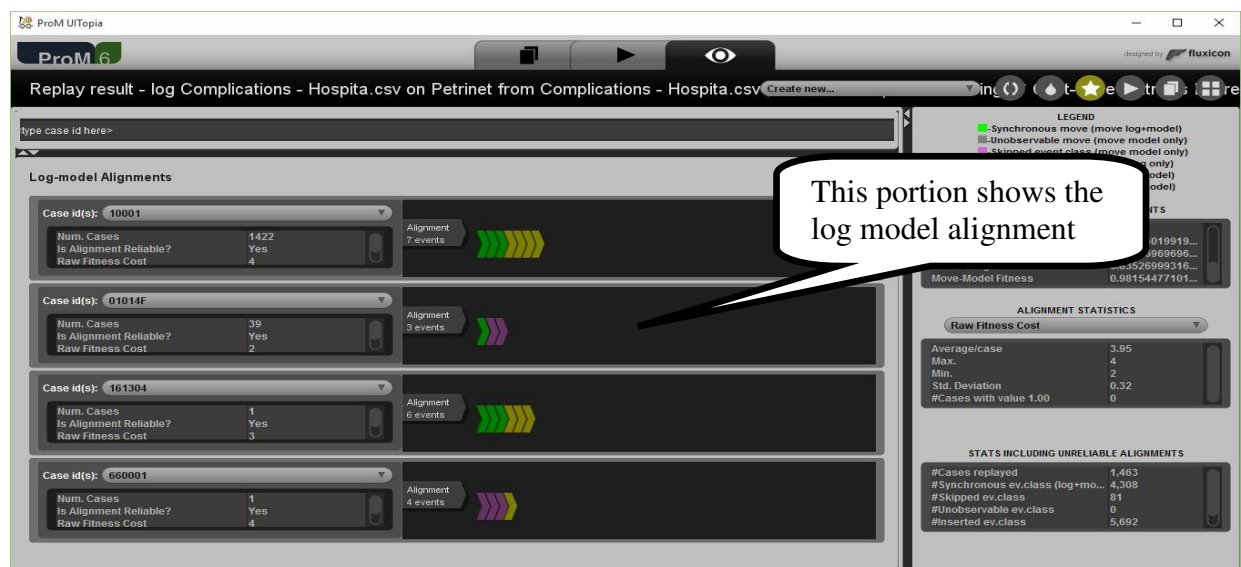 ProM UITopia
ProM 6
designed by fluxicon
Replay result - log Complications - Hospita.csv on Petrinet from Complications - Hospita.csv
Create new...
<type case id here>
Log-model Alignments
Case id(s): 10001
Num. Cases 1422
Is Alignment Reliable? Yes
Raw Fitness Cost 4
Alignment
7 events
Case id(s): 01014F
Num. Cases 39
Is Alignment Reliable? Yes
Raw Fitness Cost 2
Alignment
3 events
Case id(s): 161304
Num. Cases 1
Is Alignment Reliable? Yes
Raw Fitness Cost 3
Alignment
6 events
Case id(s): 660001
Num. Cases 1
Is Alignment Reliable? Yes
Raw Fitness Cost 4
Alignment
4 events
This portion shows the
log model alignment
LEGEND
-Synchronous move (move log+model)
-Unobservable move (move model only)
-Skipped event class (move model only)
only)
Move-Model Fitness 0.98154477101...
ALIGNMENT STATISTICS
Raw Fitness Cost
Average/case 3.95
Max. 4
Min. 2
Std. Deviation 0.32
#Cases with value 1.00 0
STATS INCLUDING UNRELIABLE ALIGNMENTS
#Cases replayed 1,463
#Synchronous ev.class (log+mo... 4,308
#Skipped ev.class 81
#Unobservable ev.class 0
#Inserted ev.class 5,692